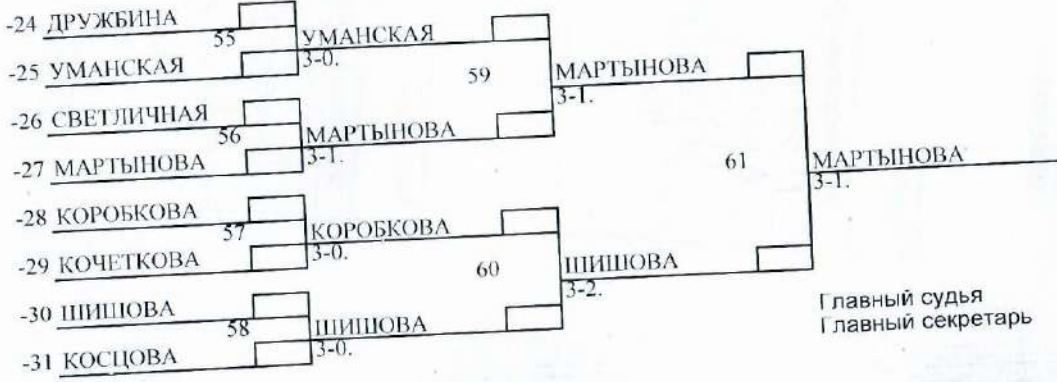 -24 ДРУЖБИНА
55
УМАНСКАЯ
3-0.
-25 УМАНСКАЯ
59
МАРТЫНОВА
3-1.
-26 СВЕТЛИЧНАЯ
56
МАРТЫНОВА
3-1.
-27 МАРТЫНОВА
61
МАРТЫНОВА
3-1.
-28 КОРОБКОВА
57
КОРОБКОВА
3-0.
-29 КОЧЕТКОВА
60
ШИШОВА
3-2.
-30 ШИШОВА
58
ШИШОВА
3-0.
-31 КОСЦОВА
Главный судья
Главный секретарь